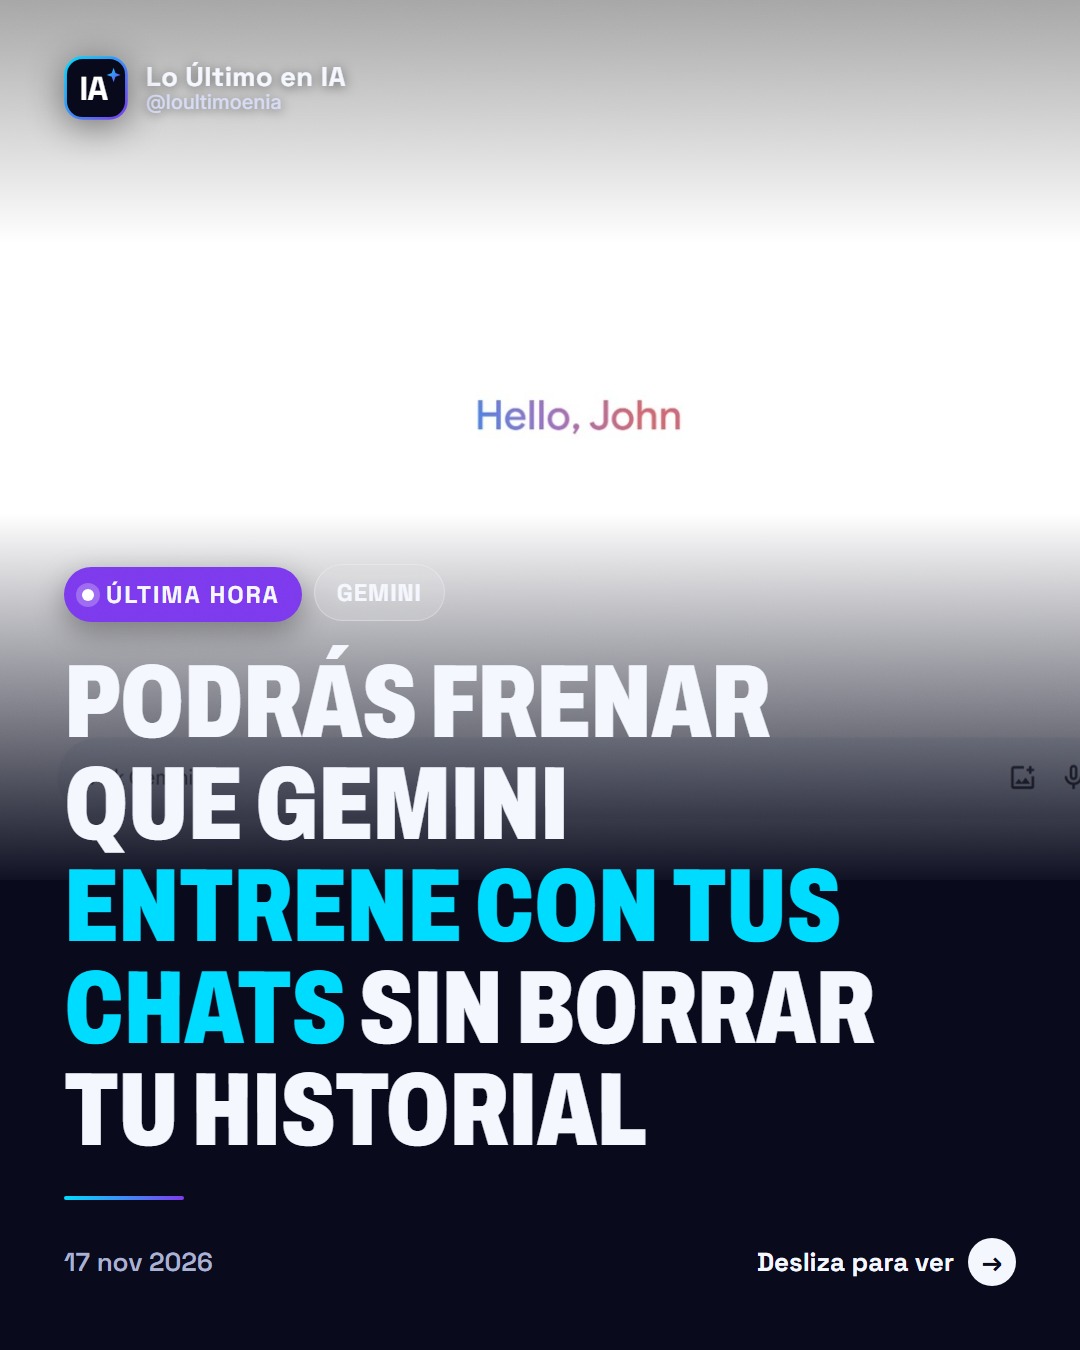 IA
Lo Último en IA
@loultimoenia
Hello, John
ÚLTIMA HORA
GEMINI
PODRÁS FRENAR
QUE GEMINI
ENTRENE CON TUS
CHATS SIN BORRAR
TU HISTORIAL
17 nov 2026
Desliza para ver →